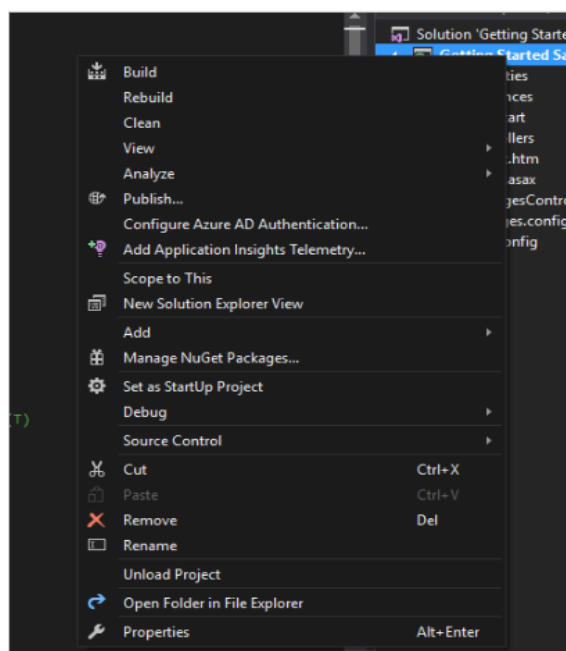 Solution 'Getting Starte
Getting Started Sa
Build
ties
Rebuild
nces
Clean
art
View
llers
.htm
Analyze
asax
Publish...
gesContro
Configure Azure AD Authentication...
ges.config
Add Application Insights Telemetry...
onfig
Scope to This
New Solution Explorer View
Add
Manage NuGet Packages...
Set as StartUp Project
Debug
(T)
Source Control
Cut Ctrl+X
Paste Ctrl+V
Remove Del
Rename
Unload Project
Open Folder in File Explorer
Properties Alt+Enter